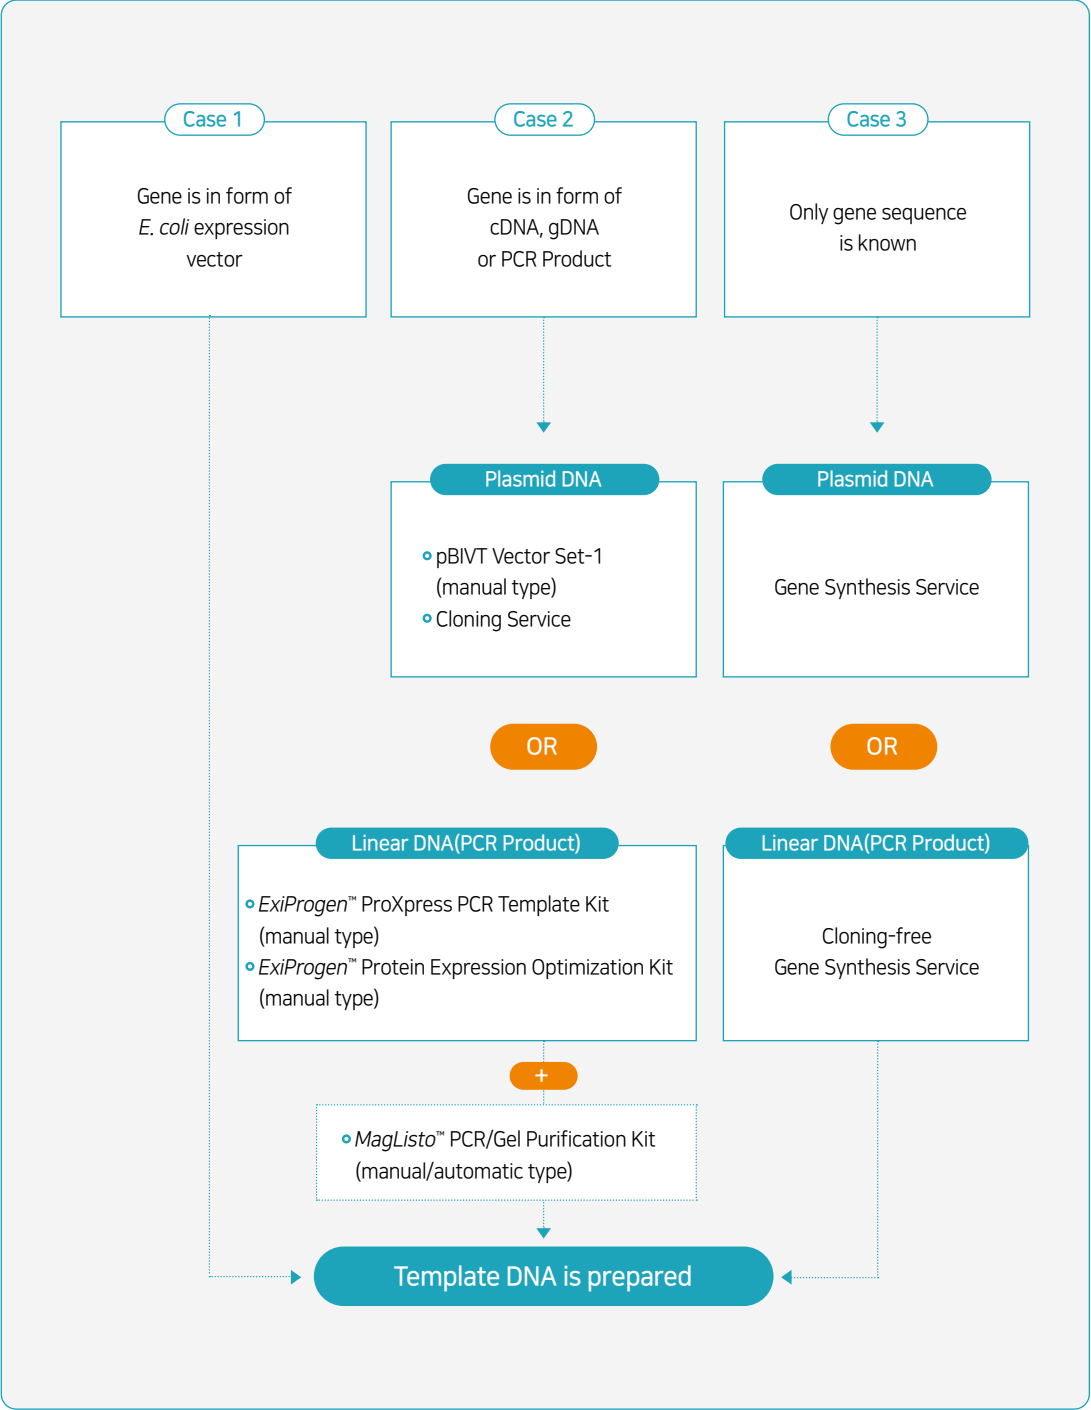 Case 1
Gene is in form of
E. coli expression
vector
Case 2
Gene is in form of
cDNA, gDNA
or PCR Product
Case 3
Only gene sequence
is known
Plasmid DNA
pBIVT Vector Set-1
(manual type)
Cloning Service
Plasmid DNA
Gene Synthesis Service
OR
OR
Linear DNA(PCR Product)
ExiProgen™ ProXpress PCR Template Kit
(manual type)
ExiProgen™ Protein Expression Optimization Kit
(manual type)
Linear DNA(PCR Product)
Cloning-free
Gene Synthesis Service
+
MagListo™ PCR/Gel Purification Kit
(manual/automatic type)
Template DNA is prepared